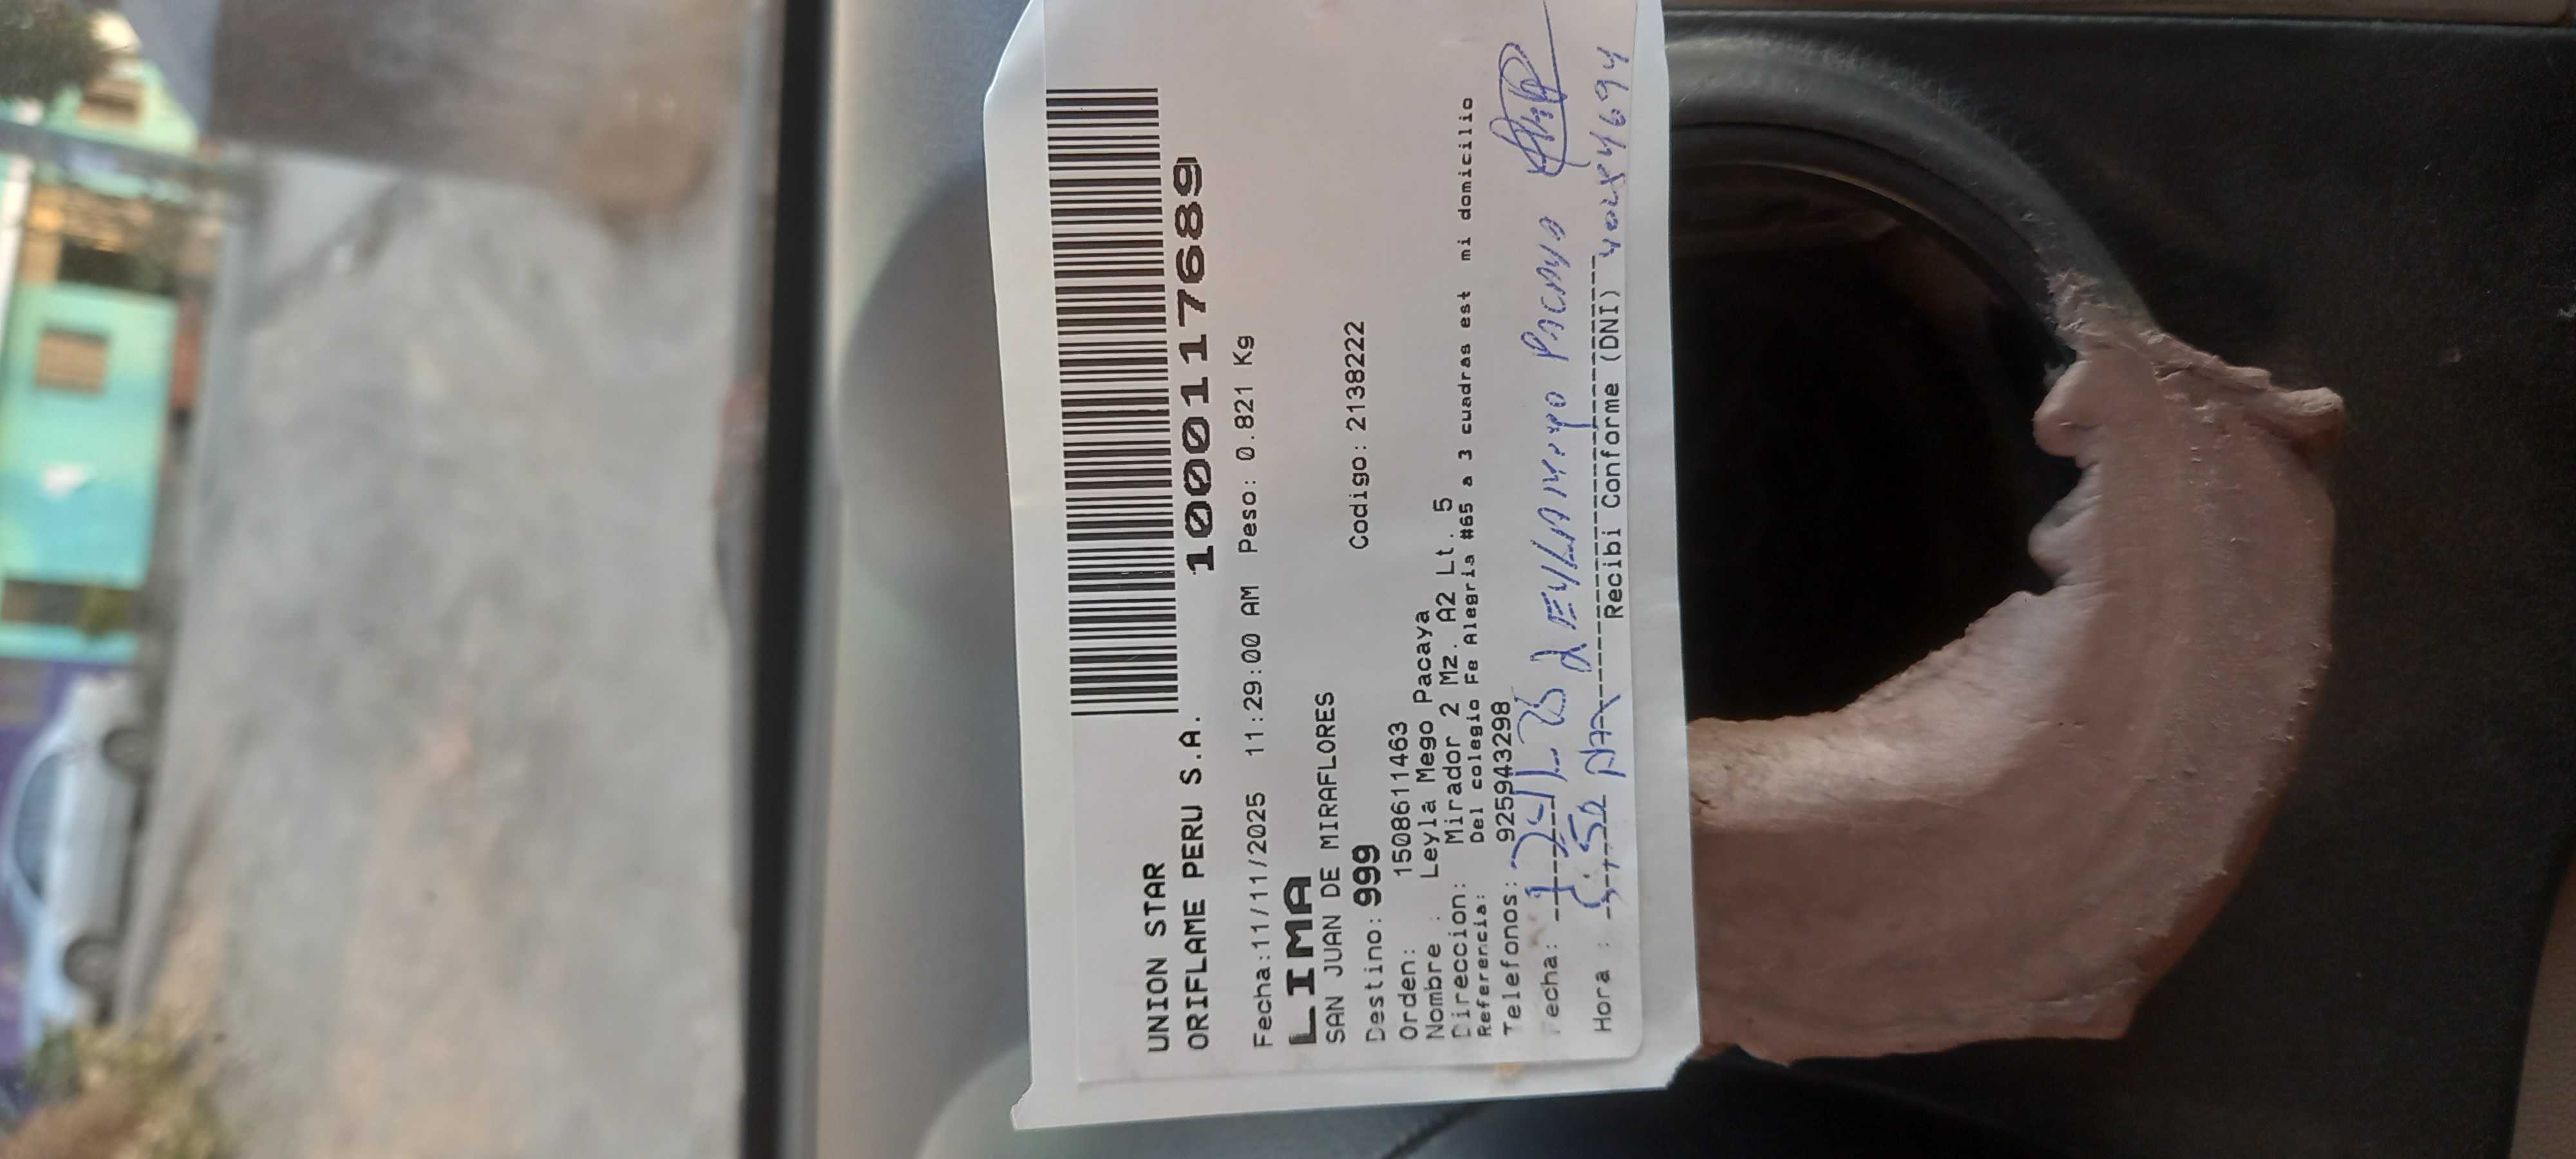 UNION STAR
ORIFLAME PERU S.A.
1000117689
Fecha:11/11/2025 11:29:00 AM Peso: 0.821 Kg
LIMA
SAN JUAN DE MIRAFLORES
Destino: 999 Codigo: 2138222
Orden: 1508611463
Nombre : Leyla Mego Pacaya
Direccion: Mirador 2 Mz. A2 Lt. 5
Referencia: Del colegio Fe Alegria #65 a 3 cuadras est mi domicilio
Telefonos: 925943298
Fecha:
Hora :
Recibi Conforme (DNI)